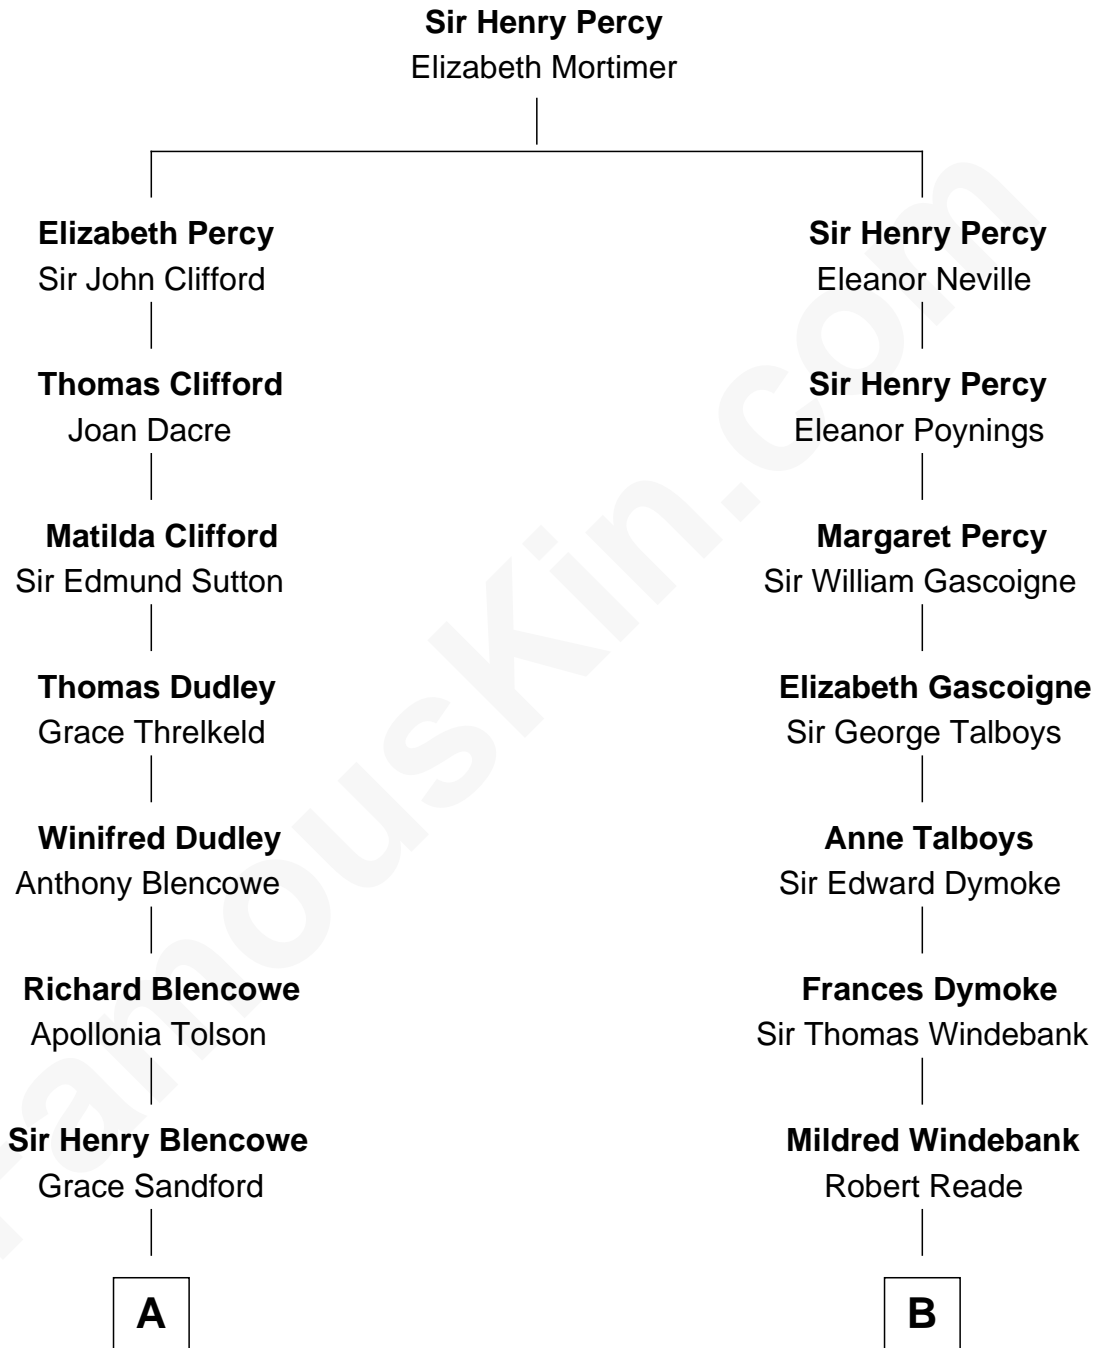 Sir Henry Percy
Elizabeth Mortimer
Elizabeth Percy
Sir John Clifford
Sir Henry Percy
Eleanor Neville
Thomas Clifford
Joan Dacre
Sir Henry Percy
Eleanor Poynings
Matilda Clifford
Sir Edmund Sutton
Margaret Percy
Sir William Gascoigne
Thomas Dudley
Grace Threlkeld
Elizabeth Gascoigne
Sir George Talboys
Winifred Dudley
Anthony Blencowe
Anne Talboys
Sir Edward Dymoke
Richard Blencowe
Apollonia Tolson
Frances Dymoke
Sir Thomas Windebank
Sir Henry Blencowe
Grace Sandford
Mildred Windebank
Robert Reade
A
B
FamousKin.com